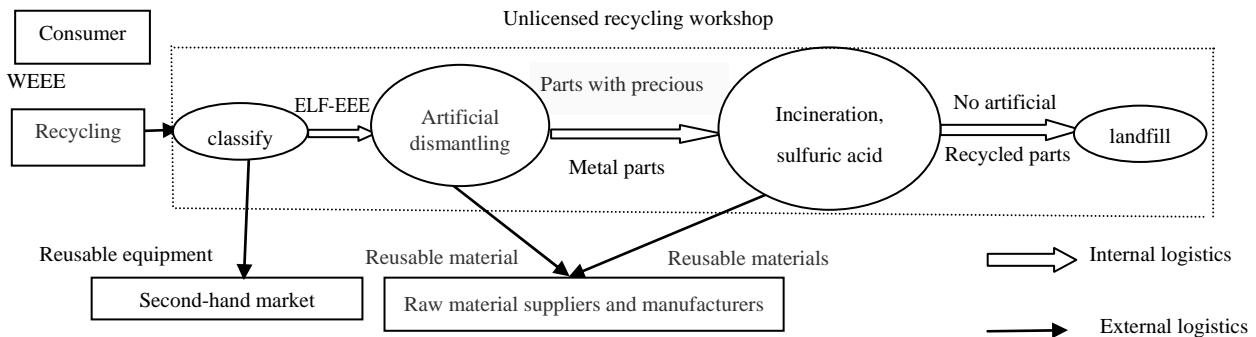 Unlicensed recycling workshop
Consumer
WEEE
Recycling
classify
ELF-EEE
Artificial
dismantling
Parts with precious
Metal parts
Incineration,
sulfuric acid
No artificial
Recycled parts
landfill
Reusable equipment
Second-hand market
Reusable material
Reusable materials
Raw material suppliers and manufacturers
Internal logistics
External logistics